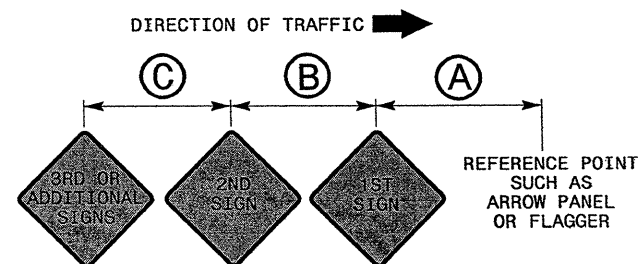 DIRECTION OF TRAFFIC
C
B
A
3RD OR
ADDITIONAL
SIGNS
2ND
SIGN
1ST
SIGN
REFERENCE POINT
SUCH AS
ARROW PANEL
OR FLAGGER